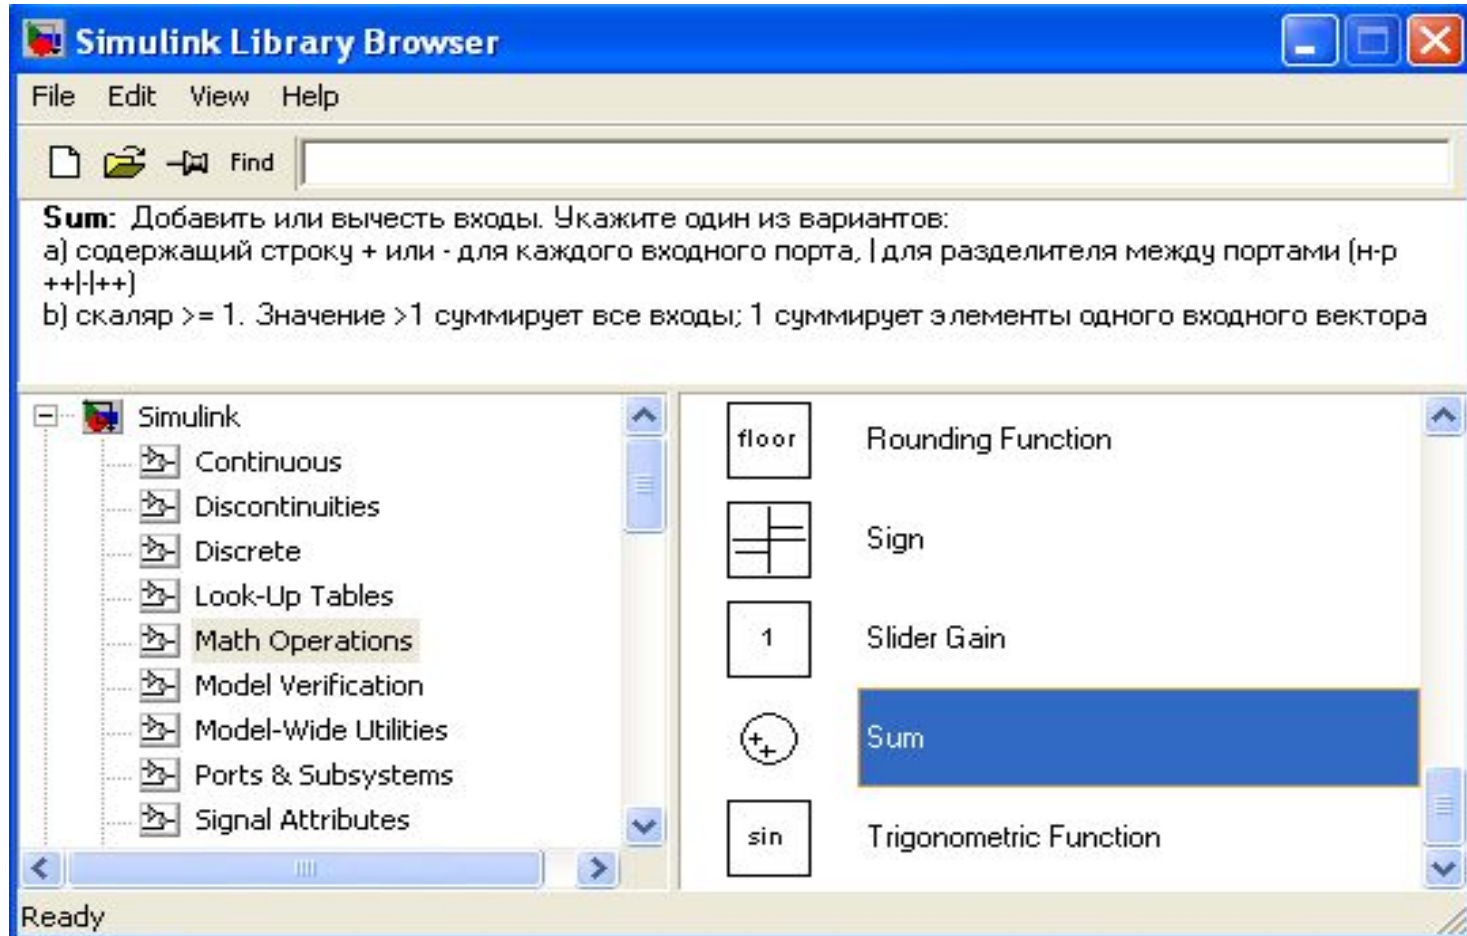 Simulink Library Browser
File Edit View Help
Find
Sum: Добавить или вычесть входы. Укажите один из вариантов:
a) содержащий строку + или - для каждого входного порта, | для разделителя между портами (н-р
++|-|++)
b) скаляр >= 1. Значение >1 суммирует все входы; 1 суммирует элементы одного входного вектора
Simulink
Continuous
Discontinuities
Discrete
Look-Up Tables
Math Operations
Model Verification
Model-Wide Utilities
Ports & Subsystems
Signal Attributes
floor Rounding Function
Sign
1 Slider Gain
Sum
sin Trigonometric Function
Ready